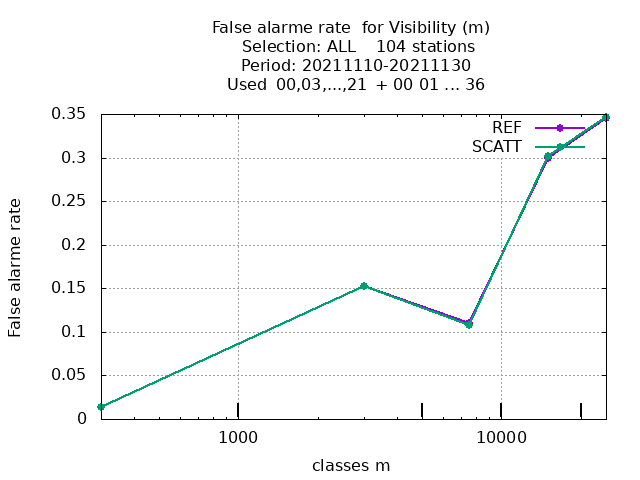 False alarme rate  for Visibility (m)
Selection: ALL    104 stations
Period: 20211110-20211130
Used  00,03,...,21  + 00 01 ... 36
REF
SCATT
0.35
0.3
0.25
0.2
0.15
0.1
0.05
0
False alarme rate
1000
10000
classes m